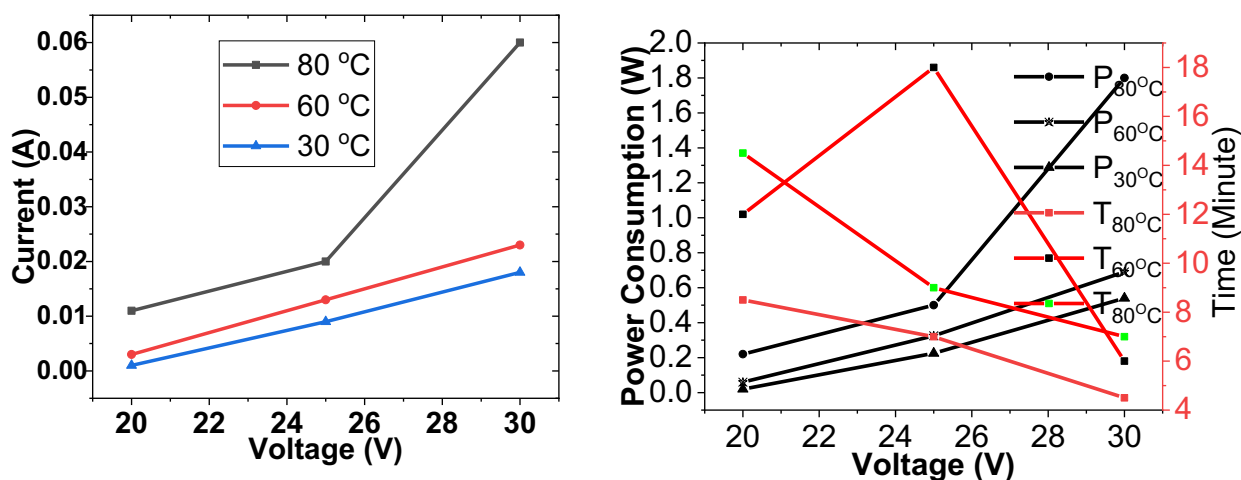 0.06
0.05
0.04
0.03
0.02
0.01
0.00
Current (A)
80 °C
60 °C
30 °C
20 22 24 26 28 30
Voltage (V)
2.0
1.8
1.6
1.4
1.2
1.0
0.8
0.6
0.4
0.2
0.0
Power Consumption (W)
P80°C
P60°C
P30°C
T80°C
T60°C
T80°C
18
16
14
12
10
8
6
4
Time (Minute)
20 22 24 26 28 30
Voltage (V)